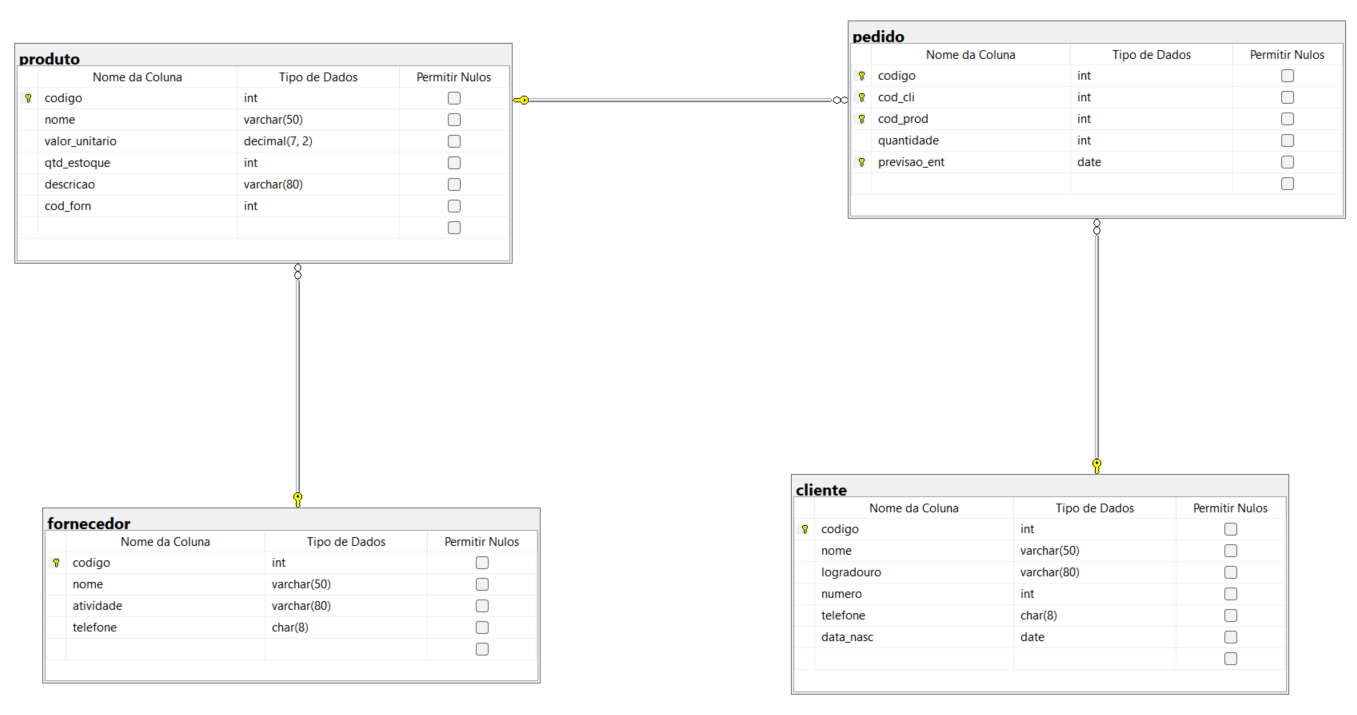 produto
Nome da Coluna Tipo de Dados Permitir Nulos
codigo int
nome varchar(50)
valor_unitario decimal(7, 2)
qtd_estoque int
descricao varchar(80)
cod_forn int
pedido
Nome da Coluna Tipo de Dados Permitir Nulos
codigo int
cod_cli int
cod_prod int
quantidade int
previsao_ent date
fornecedor
Nome da Coluna Tipo de Dados Permitir Nulos
codigo int
nome varchar(50)
atividade varchar(80)
telefone char(8)
cliente
Nome da Coluna Tipo de Dados Permitir Nulos
codigo int
nome varchar(50)
logradouro varchar(80)
numero int
telefone char(8)
data_nasc date